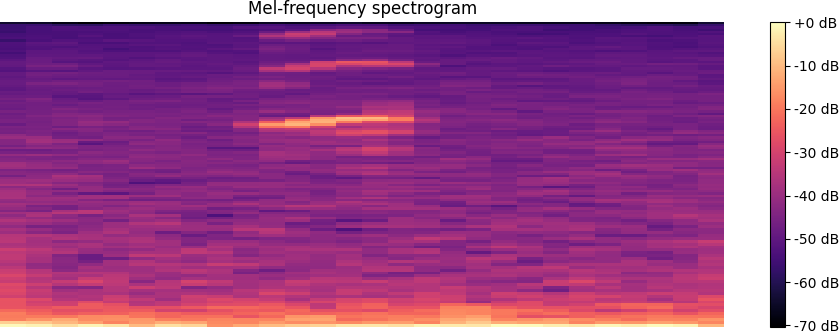 Mel-frequency spectrogram
+0 dB
-10 dB
-20 dB
-30 dB
-40 dB
-50 dB
-60 dB
-70 dB